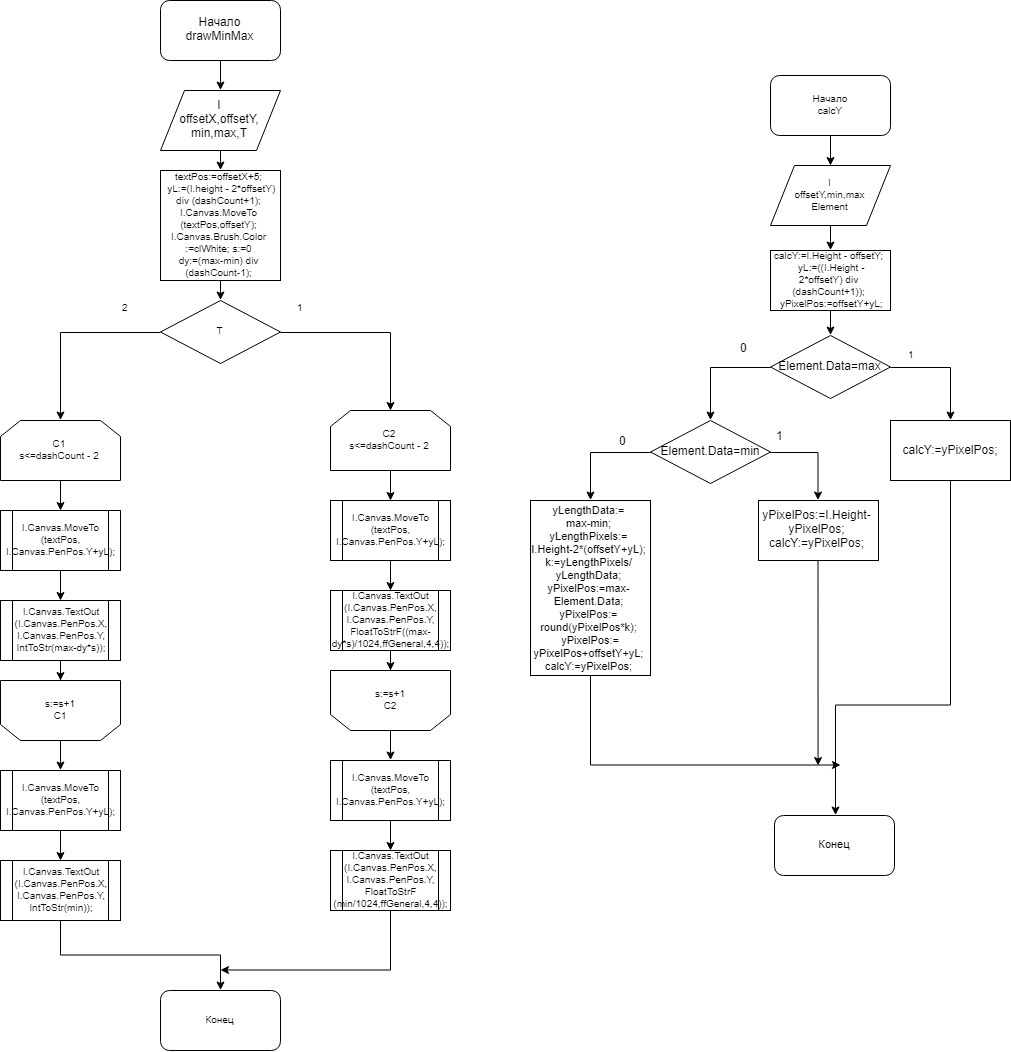 Начало
drawMinMax
I
offsetX,offsetY,
min,max,T
textPos:=offsetX+5;
yL:=(I.height - 2*offsetY)
div (dashCount+1);
I.Canvas.MoveTo
(textPos,offsetY);
I.Canvas.Brush.Color
:=clWhite; s:=0
dy:=(max-min) div
(dashCount-1);
2
1
T
C1
s<=dashCount - 2
I.Canvas.MoveTo
(textPos,
I.Canvas.PenPos.Y+yL);
I.Canvas.TextOut
(I.Canvas.PenPos.X,
I.Canvas.PenPos.Y,
IntToStr(max-dy*s));
s:=s+1
C1
I.Canvas.MoveTo
(textPos,
I.Canvas.PenPos.Y+yL);
I.Canvas.TextOut
(I.Canvas.PenPos.X,
I.Canvas.PenPos.Y,
IntToStr(min));
C2
s<=dashCount - 2
I.Canvas.MoveTo
(textPos,
I.Canvas.PenPos.Y+yL);
I.Canvas.TextOut
(I.Canvas.PenPos.X,
I.Canvas.PenPos.Y,
FloatToStrF((max-
dy*s)/1024,ffGeneral,4,4));
s:=s+1
C2
I.Canvas.MoveTo
(textPos,
I.Canvas.PenPos.Y+yL);
I.Canvas.TextOut
(I.Canvas.PenPos.X,
I.Canvas.PenPos.Y,
FloatToStrF
(min/1024,ffGeneral,4,4));
Конец
Начало
calcY
I
offsetY,min,max
Element
calcY:=I.Height - offsetY;
yL:=((I.Height -
2*offsetY) div
(dashCount+1));
yPixelPos:=offsetY+yL;
0
1
Element.Data=max
0
1
Element.Data=min
calcY:=yPixelPos;
yLengthData:=
max-min;
yLengthPixels:=
I.Height-2*(offsetY+yL);
k:=yLengthPixels/
yLengthData;
yPixelPos:=max-
Element.Data;
yPixelPos:=
round(yPixelPos*k);
yPixelPos:=
yPixelPos+offsetY+yL;
calcY:=yPixelPos;
yPixelPos:=I.Height-
yPixelPos;
calcY:=yPixelPos;
Конец